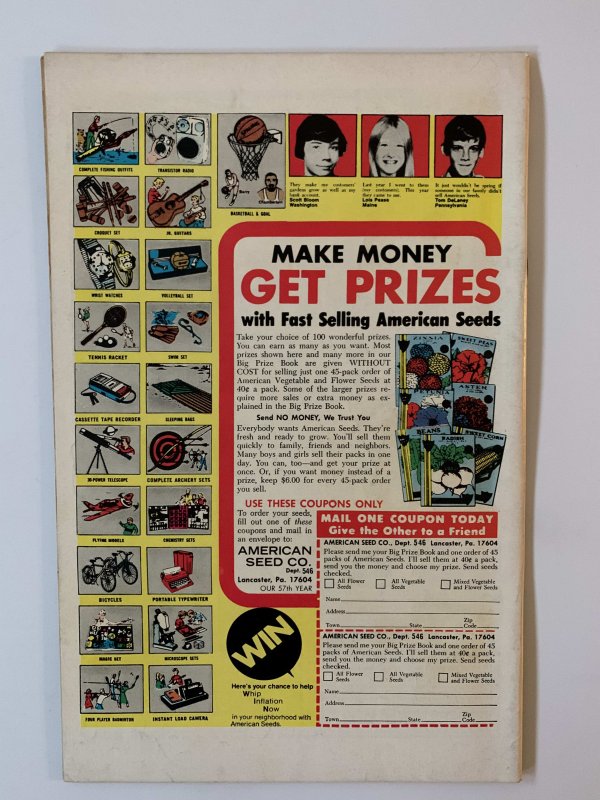 COMPLETE FISHING OUTFITS
TRANSISTOR RADIO
CROQUET SET
JR. GUITARS
WRIST WATCHES
VOLLEYBALL SET
TENNIS RACKET
SWIM SET
CASSETTE TAPE RECORDER
SLEEPING BAGS
30-POWER TELESCOPE
COMPLETE ARCHERY SETS
FLYING MODELS
CHEMISTRY SETS
BICYCLES
PORTABLE TYPEWRITER
MICROSCOPE SETS
FOUR PLAYER BADMINTON
INSTANT LOAD CAMERA
Barry
Chamberlain
BASKETBALL & GOAL
They make my customers'
gardens grow as well as my
bank account.
Scott Bloom
Washington
Last year I went to them
(my customers). This year
they came to me.
Lois Pease
Maine
It just wouldn't be spring if
someone in our family didn't
sell American Seeds.
Tom DeLaney
Pennsylvania
MAKE MONEY
GET PRIZES
with Fast Selling American Seeds
Take your choice of 100 wonderful prizes.
You can earn as many as you want. Most
prizes shown here and many more in our
Big Prize Book are given WITHOUT
COST for selling just one 45-pack order of
American Vegetable and Flower Seeds at
40¢ a pack. Some of the larger prizes re-
quire more sales or extra money as ex-
plained in the Big Prize Book.
Send NO MONEY, We Trust You
Everybody wants American Seeds. They're
fresh and ready to grow. You'll sell them
quickly to family, friends and neighbors.
Many boys and girls sell their packs in one
day. You can, too—and get your prize at
once. Or, if you want money instead of a
prize, keep $6.00 for every 45-pack order
you sell.
ZINNIA
SWEET PEAS
ASTER
BEANS
RADISH
SWEET CORN
USE THESE COUPONS ONLY
To order your seeds,
fill out one of these
coupons and mail in
an envelope to:
AMERICAN
SEED CO.
Dept. 546
Lancaster, Pa. 17604
OUR 57th YEAR
MAIL ONE COUPON TODAY
Give the Other to a Friend
AMERICAN SEED CO., Dept. 546 Lancaster, Pa. 17604
Please send me your Big Prize Book and one order of 45
packs of American Seeds. I'll sell them at 40¢ a pack,
send you the money and choose my prize. Send seeds
checked.
All Flower Seeds
All Vegetable Seeds
Mixed Vegetable and Flower Seeds
Name
Address
Town State Zip Code
AMERICAN SEED CO., Dept. 546 Lancaster, Pa. 17604
Please send me your Big Prize Book and one order of 45
packs of American Seeds. I'll sell them at 40¢ a pack,
send you the money and choose my prize. Send seeds
checked.
All Flower Seeds
All Vegetable Seeds
Mixed Vegetable and Flower Seeds
Name
Address
Town State Zip Code
WIN
Here's your chance to help
Whip
Inflation
Now
in your neighborhood with
American Seeds.